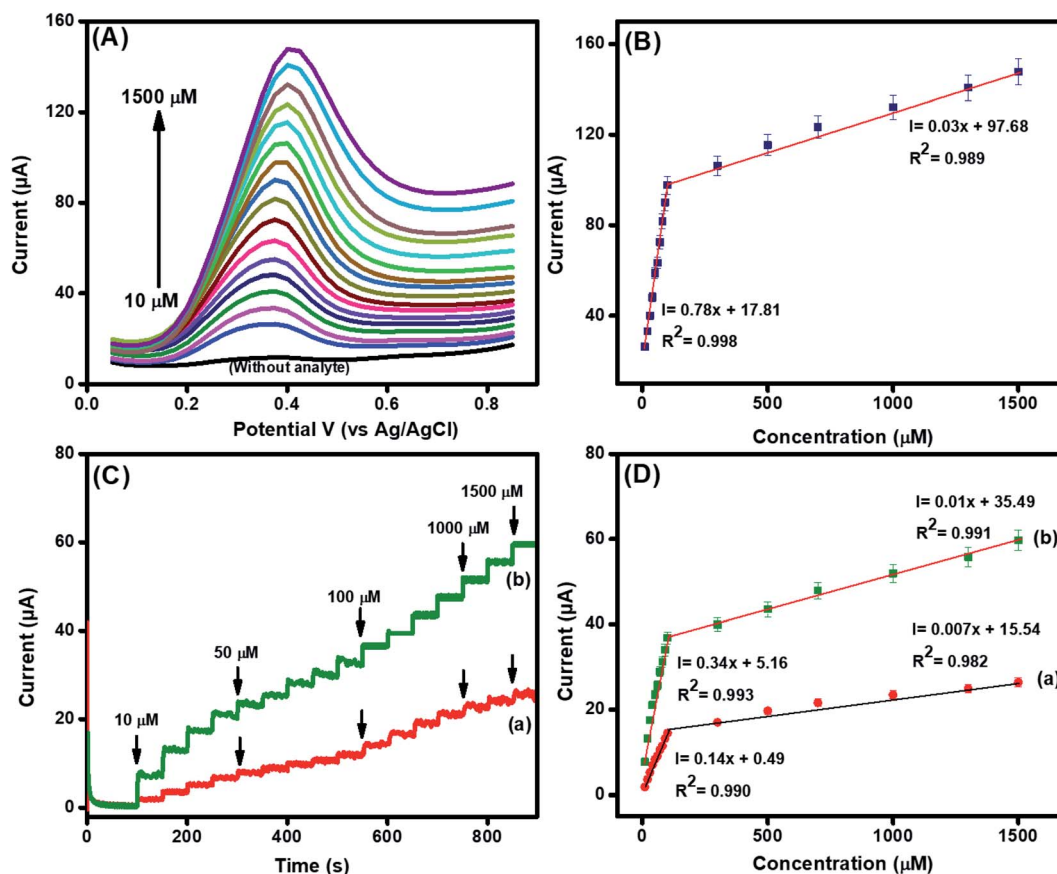 (A)
160
120
80
40
0
Current (µA)
1500 µM
10 µM
(Without analyte)
0.0 0.2 0.4 0.6 0.8
Potential V (vs Ag/AgCl)
(B)
160
120
80
40
Current (µA)
I= 0.03x + 97.68
R²= 0.989
I= 0.78x + 17.81
R²= 0.998
0 500 1000 1500
Concentration (µM)
(C)
80
60
40
20
0
Current (µA)
1500 µM
1000 µM
100 µM
50 µM
10 µM
(b)
(a)
0 200 400 600 800
Time (s)
(D)
80
60
40
20
0
Current (µA)
I= 0.01x + 35.49
R²= 0.991
(b)
I= 0.007x + 15.54
R²= 0.982
(a)
I= 0.34x + 5.16
R²= 0.993
I= 0.14x + 0.49
R²= 0.990
0 500 1000 1500
Concentration (µM)